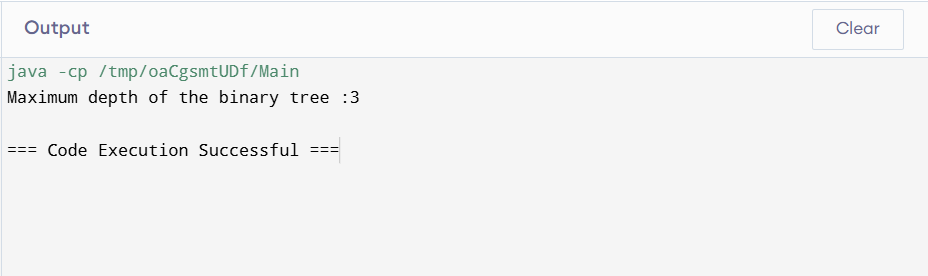 Output
Clear
java -cp /tmp/oaCgsmtUDf/Main
Maximum depth of the binary tree :3
=== Code Execution Successful ===